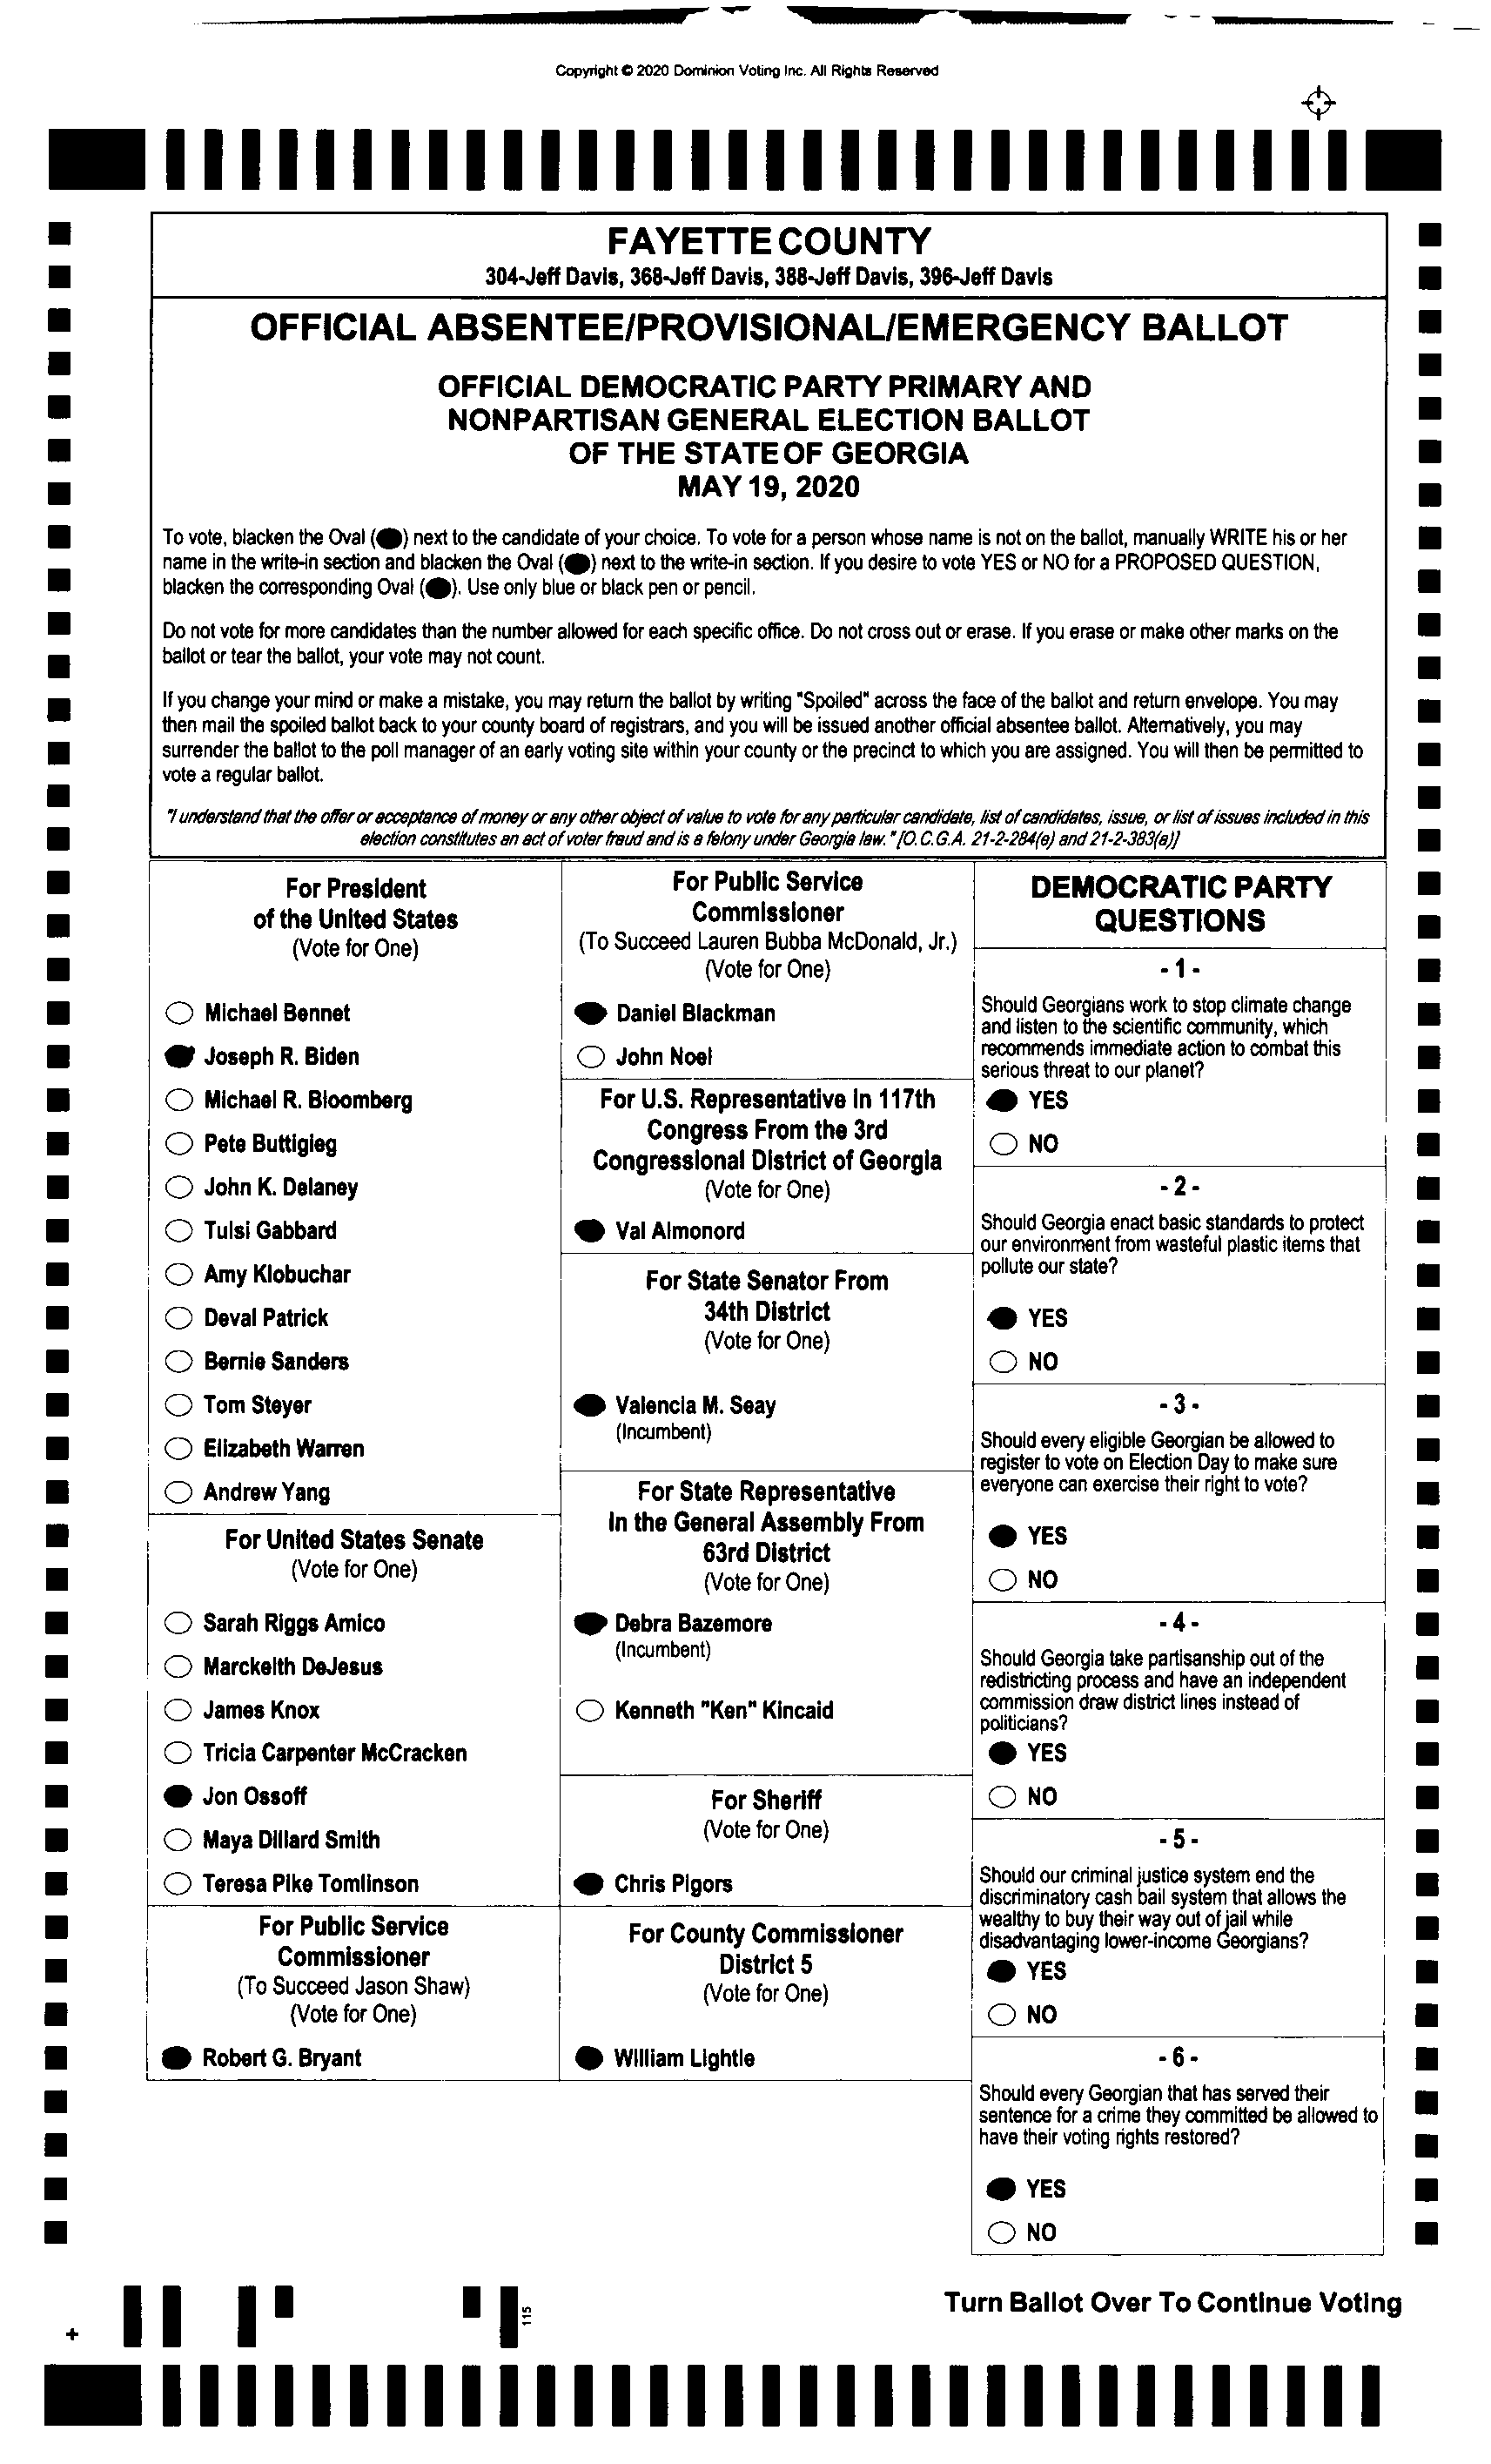 Copyright © 2020 Dominion Voting Inc. All Rights Reserved
FAYETTE COUNTY
304-Jeff Davis, 368-Jeff Davis, 388-Jeff Davis, 396-Jeff Davis
OFFICIAL ABSENTEE/PROVISIONAL/EMERGENCY BALLOT
OFFICIAL DEMOCRATIC PARTY PRIMARY AND
NONPARTISAN GENERAL ELECTION BALLOT
OF THE STATE OF GEORGIA
MAY 19, 2020
To vote, blacken the Oval (⬬) next to the candidate of your choice. To vote for a person whose name is not on the ballot, manually WRITE his or her
name in the write-in section and blacken the Oval (⬬) next to the write-in section. If you desire to vote YES or NO for a PROPOSED QUESTION,
blacken the corresponding Oval (⬬). Use only blue or black pen or pencil.
Do not vote for more candidates than the number allowed for each specific office. Do not cross out or erase. If you erase or make other marks on the
ballot or tear the ballot, your vote may not count.
If you change your mind or make a mistake, you may return the ballot by writing "Spoiled" across the face of the ballot and return envelope. You may
then mail the spoiled ballot back to your county board of registrars, and you will be issued another official absentee ballot. Alternatively, you may
surrender the ballot to the poll manager of an early voting site within your county or the precinct to which you are assigned. You will then be permitted to
vote a regular ballot.
"I understand that the offer or acceptance of money or any other object of value to vote for any particular candidate, list of candidates, issue, or list of issues included in this
election constitutes an act of voter fraud and is a felony under Georgia law." [O.C.G.A. 21-2-284(e) and 21-2-383(a)]
For President
of the United States
(Vote for One)
Michael Bennet
Joseph R. Biden
Michael R. Bloomberg
Pete Buttigieg
John K. Delaney
Tulsi Gabbard
Amy Klobuchar
Deval Patrick
Bernie Sanders
Tom Steyer
Elizabeth Warren
Andrew Yang
For United States Senate
(Vote for One)
Sarah Riggs Amico
Marckeith DeJesus
James Knox
Tricia Carpenter McCracken
Jon Ossoff
Maya Dillard Smith
Teresa Pike Tomlinson
For Public Service
Commissioner
(To Succeed Jason Shaw)
(Vote for One)
Robert G. Bryant
For Public Service
Commissioner
(To Succeed Lauren Bubba McDonald, Jr.)
(Vote for One)
Daniel Blackman
John Noel
For U.S. Representative in 117th
Congress From the 3rd
Congressional District of Georgia
(Vote for One)
Val Almonord
For State Senator From
34th District
(Vote for One)
Valencia M. Seay
(Incumbent)
For State Representative
In the General Assembly From
63rd District
(Vote for One)
Debra Bazemore
(Incumbent)
Kenneth "Ken" Kincaid
For Sheriff
(Vote for One)
Chris Pigors
For County Commissioner
District 5
(Vote for One)
William Lightle
DEMOCRATIC PARTY
QUESTIONS
- 1 -
Should Georgians work to stop climate change
and listen to the scientific community, which
recommends immediate action to combat this
serious threat to our planet?
YES
NO
- 2 -
Should Georgia enact basic standards to protect
our environment from wasteful plastic items that
pollute our state?
YES
NO
- 3 -
Should every eligible Georgian be allowed to
register to vote on Election Day to make sure
everyone can exercise their right to vote?
YES
NO
- 4 -
Should Georgia take partisanship out of the
redistricting process and have an independent
commission draw district lines instead of
politicians?
YES
NO
- 5 -
Should our criminal justice system end the
discriminatory cash bail system that allows the
wealthy to buy their way out of jail while
disadvantaging lower-income Georgians?
YES
NO
- 6 -
Should every Georgian that has served their
sentence for a crime they committed be allowed to
have their voting rights restored?
YES
NO
115
Turn Ballot Over To Continue Voting